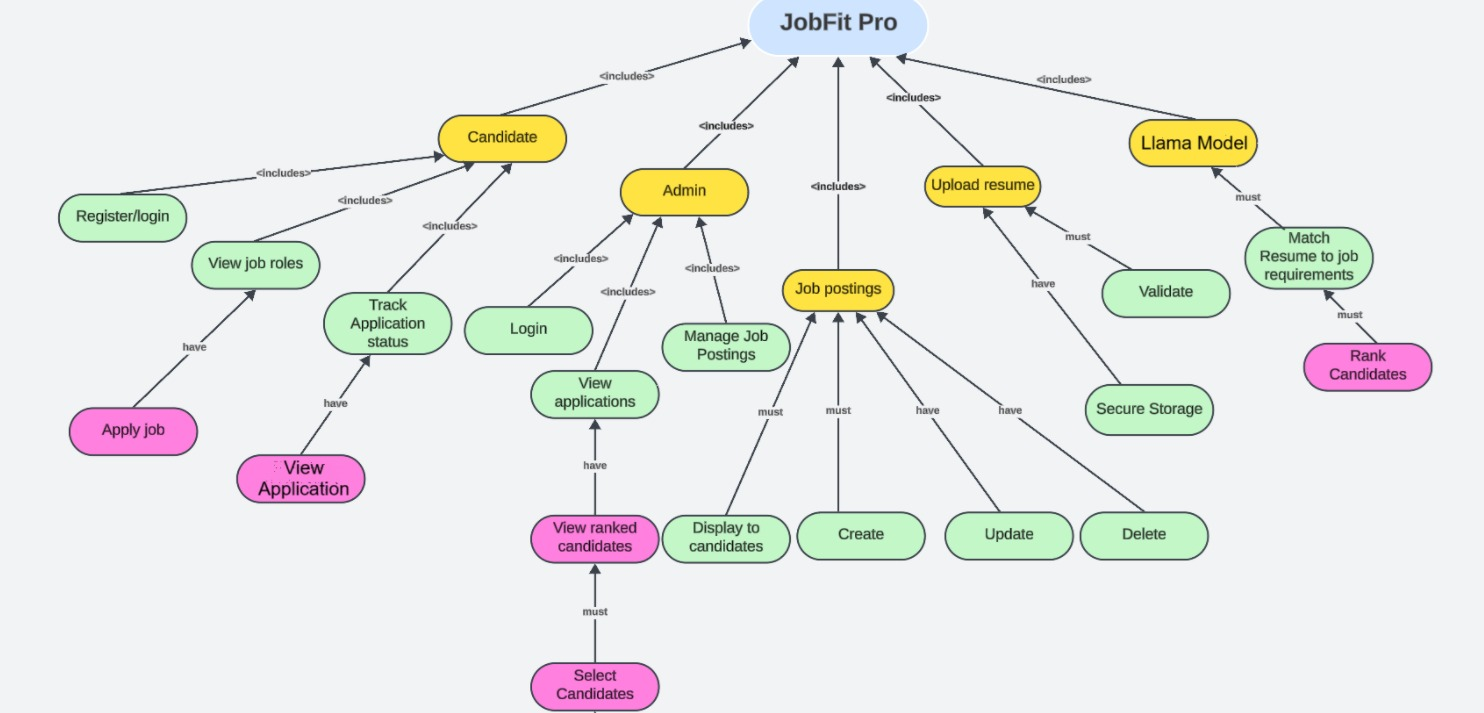 JobFit Pro
<includes>
<includes>
<includes>
<includes>
<includes>
Candidate
Admin
Job postings
Upload resume
Llama Model
<includes>
<includes>
<includes>
Register/login
View job roles
Track
Application
status
have
have
Apply job
View
Application
<includes>
<includes>
<includes>
Login
View
applications
Manage Job
Postings
have
View ranked
candidates
must
Select
Candidates
must
must
have
have
Display to
candidates
Create
Update
Delete
must
have
Validate
Secure Storage
must
Match
Resume to job
requirements
must
Rank
Candidates